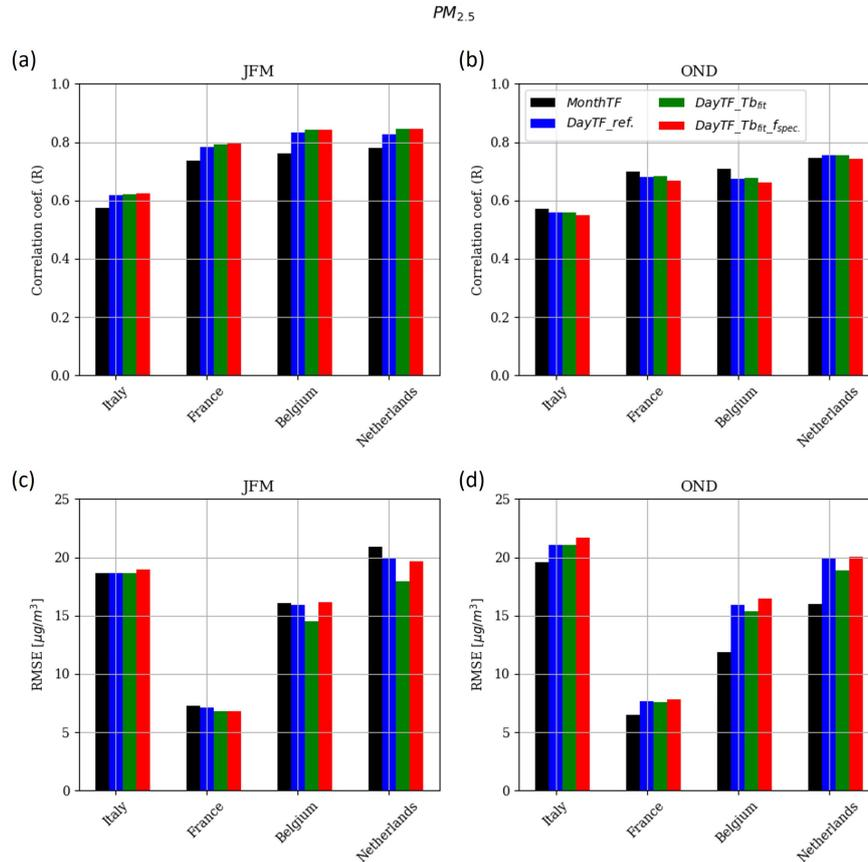 PM2.5
(a)
JFM
Correlation coef. (R)
1.0
0.8
0.6
0.4
0.2
0.0
Italy
France
Belgium
Netherlands
(b)
OND
MonthTF
DayTF_ref.
DayTF_Tbfit
DayTF_Tbfit_fspec.
Correlation coef. (R)
1.0
0.8
0.6
0.4
0.2
0.0
Italy
France
Belgium
Netherlands
(c)
JFM
RMSE [μg/m³]
25
20
15
10
5
0
Italy
France
Belgium
Netherlands
(d)
OND
RMSE [μg/m³]
25
20
15
10
5
0
Italy
France
Belgium
Netherlands